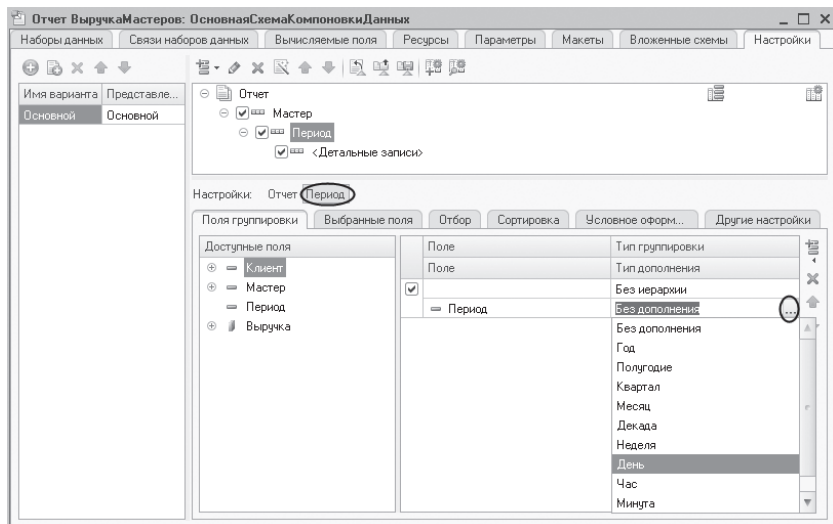 Отчет ВыручкаМастеров: ОсновнаяСхемаКомпоновкиДанных
Наборы данных Связи наборов данных Вычисляемые поля Ресурсы Параметры Макеты Вложенные схемы Настройки
Имя варианта Представле...
Основной Основной
Отчет
Мастер
Период
<Детальные записи>
Настройки: Отчет Период
Поля группировки Выбранные поля Отбор Сортировка Условное оформ... Другие настройки
Доступные поля
Клиент
Мастер
Период
Выручка
Поле Тип группировки
Поле Тип дополнения
Без иерархии
Период Без дополнения ...
Без дополнения
Год
Полугодие
Квартал
Месяц
Декада
Неделя
День
Час
Минута